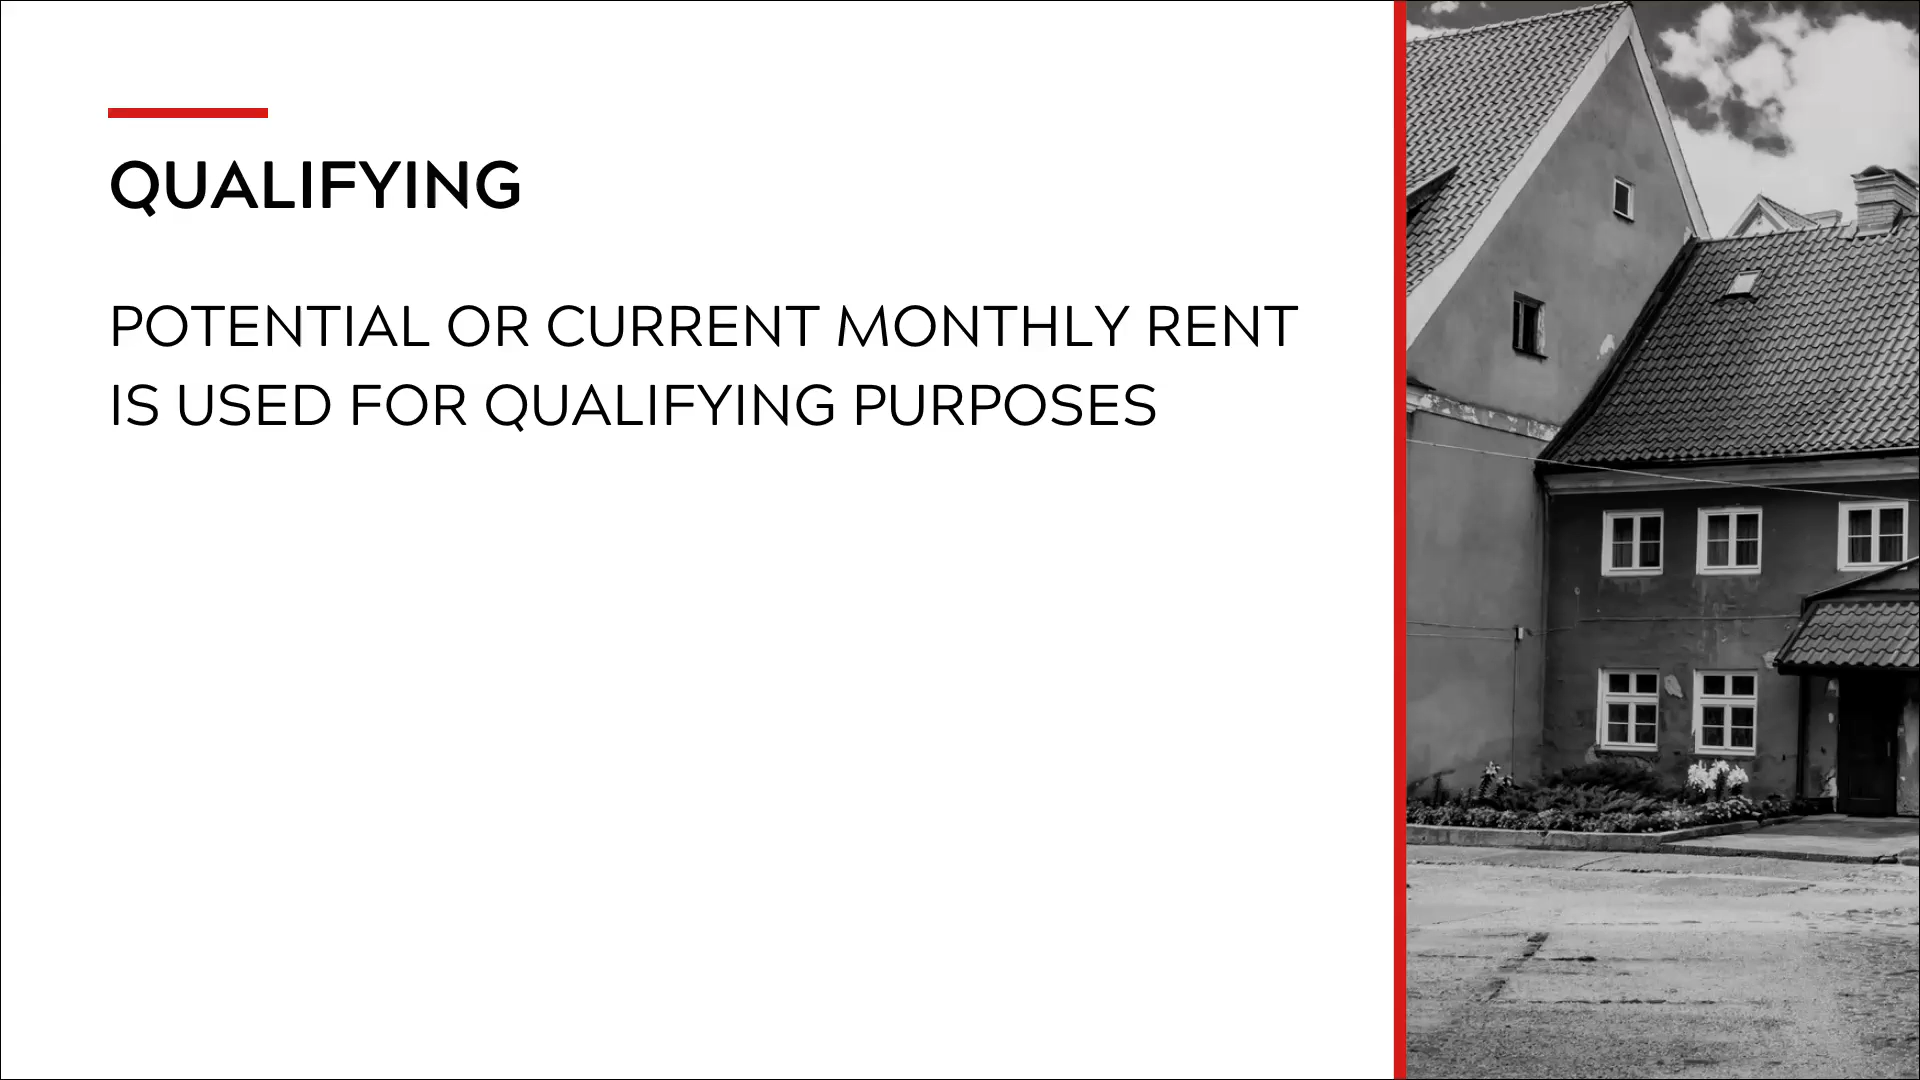 QUALIFYING
POTENTIAL OR CURRENT MONTHLY RENT
IS USED FOR QUALIFYING PURPOSES